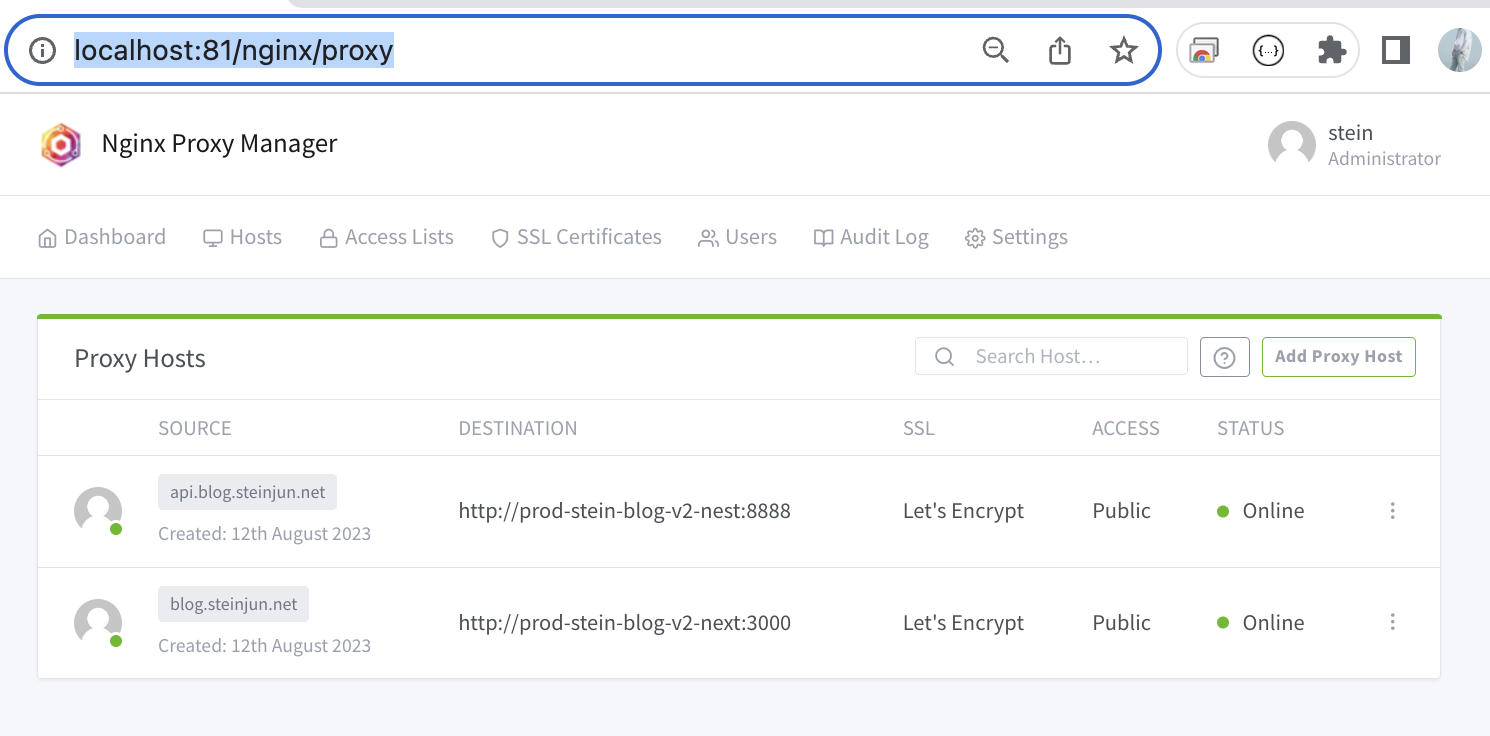 localhost:81/nginx/proxy
{...}
Nginx Proxy Manager
stein
Administrator
Dashboard Hosts Access Lists SSL Certificates Users Audit Log Settings
Proxy Hosts Search Host... Add Proxy Host
SOURCE DESTINATION SSL ACCESS STATUS
api.blog.steinjun.net
http://prod-stein-blog-v2-nest:8888 Let's Encrypt Public Online
Created: 12th August 2023
blog.steinjun.net
http://prod-stein-blog-v2-next:3000 Let's Encrypt Public Online
Created: 12th August 2023